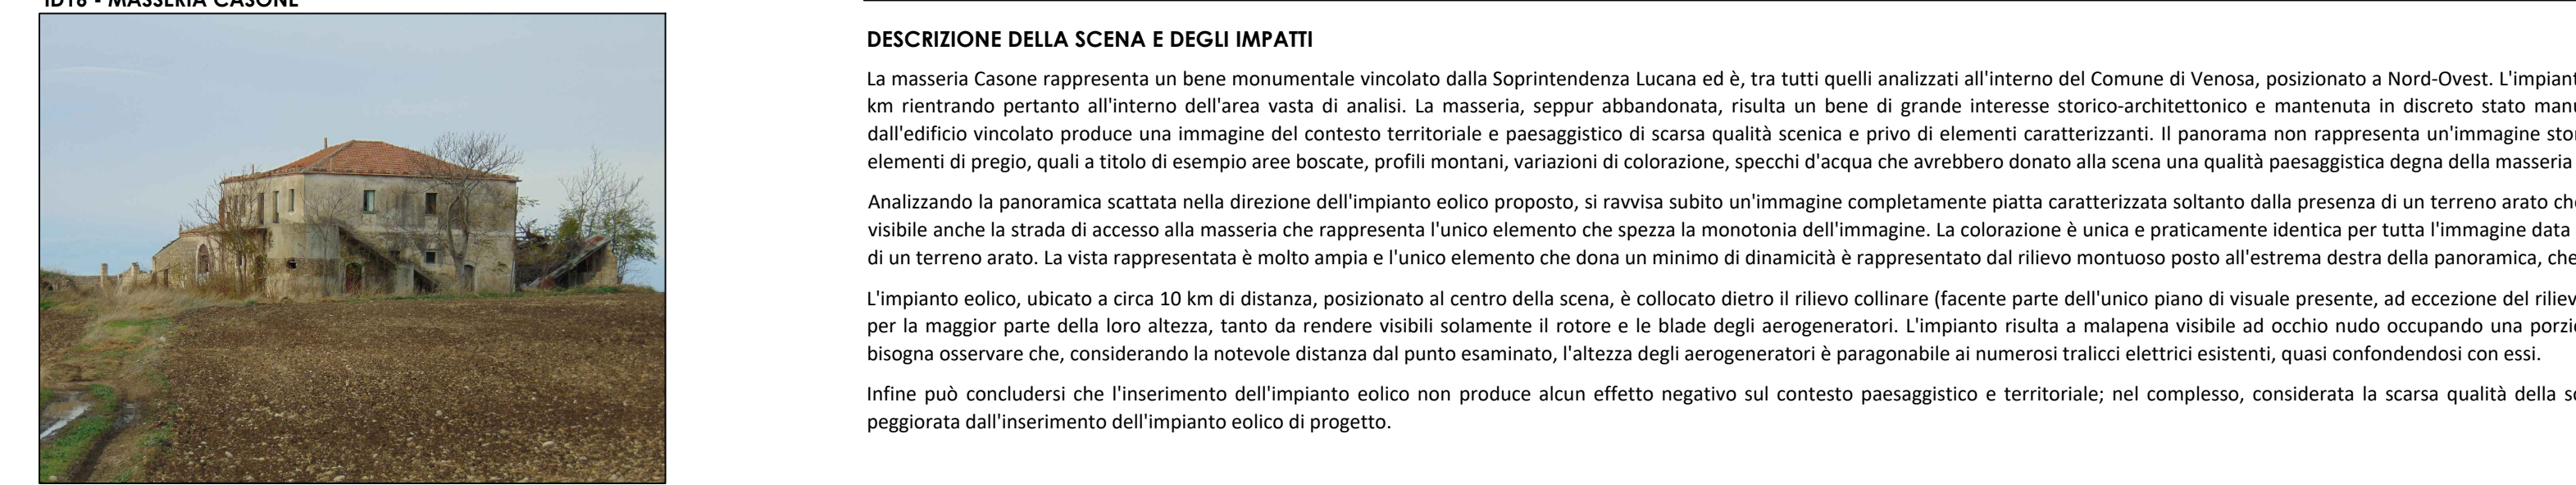 ID18 - MASSERIA CASONE
DESCRIZIONE DELLA SCENA E DEGLI IMPATTI
La masseria Casone rappresenta un bene monumentale vincolato dalla Soprintendenza Lucana ed è, tra tutti quelli analizzati all'interno del Comune di Venosa, posizionato a Nord-Ovest. L'impiant
km rientrando pertanto all'interno dell'area vasta di analisi. La masseria, seppur abbandonata, risulta un bene di grande interesse storico-architettonico e mantenuta in discreto stato manu
dall'edificio vincolato produce una immagine del contesto territoriale e paesaggistico di scarsa qualità scenica e privo di elementi caratterizzanti. Il panorama non rappresenta un'immagine sto
elementi di pregio, quali a titolo di esempio aree boscate, profili montani, variazioni di colorazione, specchi d'acqua che avrebbero donato alla scena una qualità paesaggistica degna della masseria
Analizzando la panoramica scattata nella direzione dell'impianto eolico proposto, si ravvisa subito un'immagine completamente piatta caratterizzata soltanto dalla presenza di un terreno arato che
visibile anche la strada di accesso alla masseria che rappresenta l'unico elemento che spezza la monotonia dell'immagine. La colorazione è unica e praticamente identica per tutta l'immagine data
di un terreno arato. La vista rappresentata è molto ampia e l'unico elemento che dona un minimo di dinamicità è rappresentato dal rilievo montuoso posto all'estrema destra della panoramica, che
L'impianto eolico, ubicato a circa 10 km di distanza, posizionato al centro della scena, è collocato dietro il rilievo collinare (facente parte dell'unico piano di visuale presente, ad eccezione del riliev
per la maggior parte della loro altezza, tanto da rendere visibili solamente il rotore e le blade degli aerogeneratori. L'impianto risulta a malapena visibile ad occhio nudo occupando una porzi
bisogna osservare che, considerando la notevole distanza dal punto esaminato, l'altezza degli aerogeneratori è paragonabile ai numerosi tralicci elettrici esistenti, quasi confondendosi con essi.
Infine può concludersi che l'inserimento dell'impianto eolico non produce alcun effetto negativo sul contesto paesaggistico e territoriale; nel complesso, considerata la scarsa qualità della s
peggiorata dall'inserimento dell'impianto eolico di progetto.